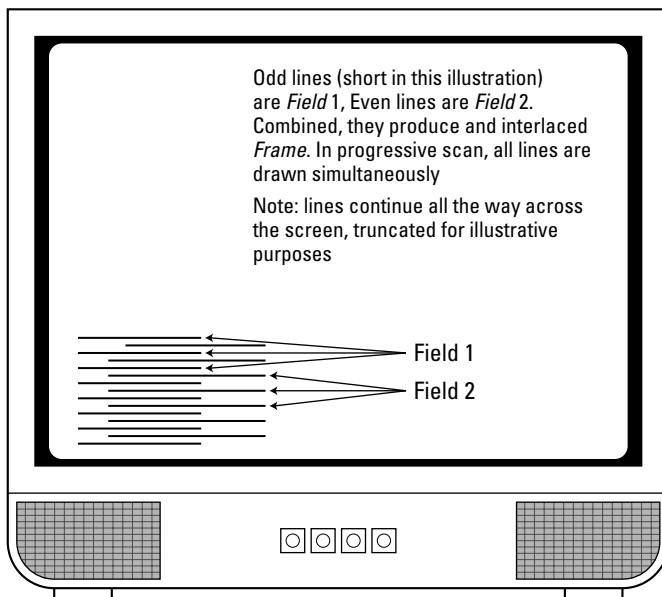 Odd lines (short in this illustration)
are Field 1, Even lines are Field 2.
Combined, they produce and interlaced
Frame. In progressive scan, all lines are
drawn simultaneously
Note: lines continue all the way across
the screen, truncated for illustrative
purposes
Field 1
Field 2